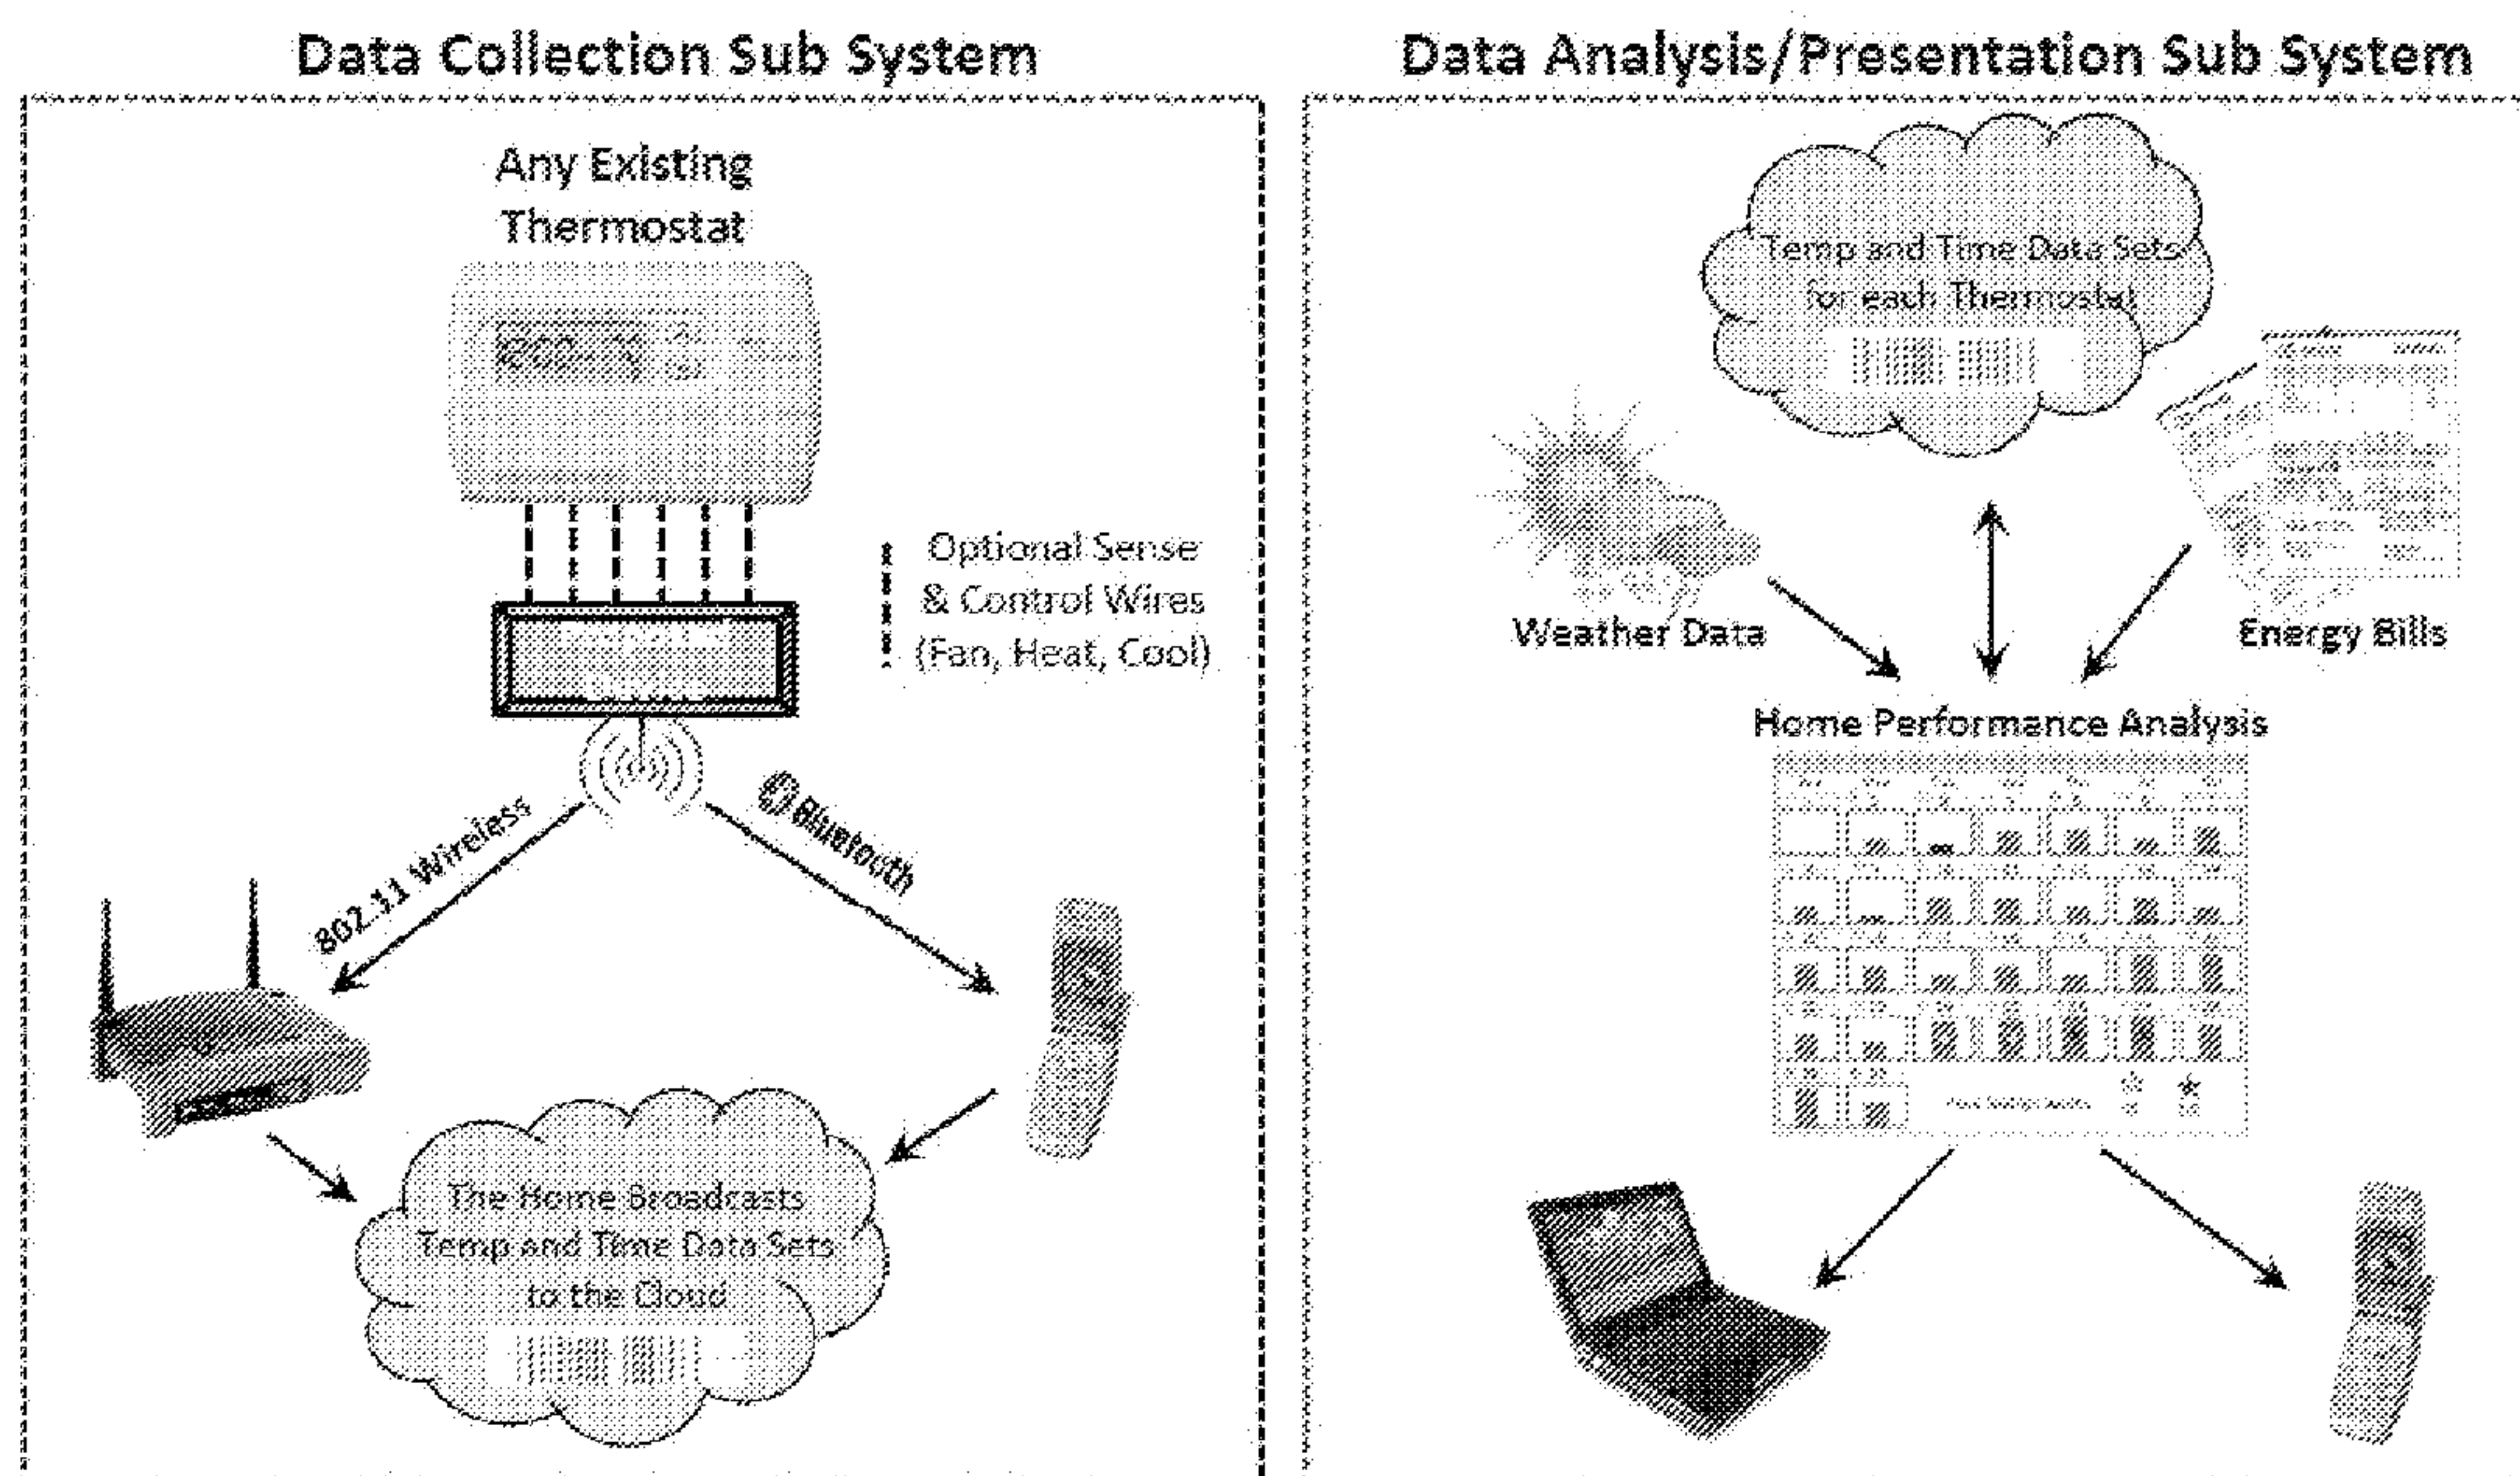 Data Collection Sub System
Any Existing
Thermostat
Optional Sense
& Control Wires
(Fan, Heat, Cool)
802.11 Wireless
Bluetooth
The Home Broadcasts
Temp and Time Data Sets
to the Cloud
Data Analysis/Presentation Sub System
Temp and Time Data Sets
for each Thermostat
Weather Data
Energy Bills
Home Performance Analysis